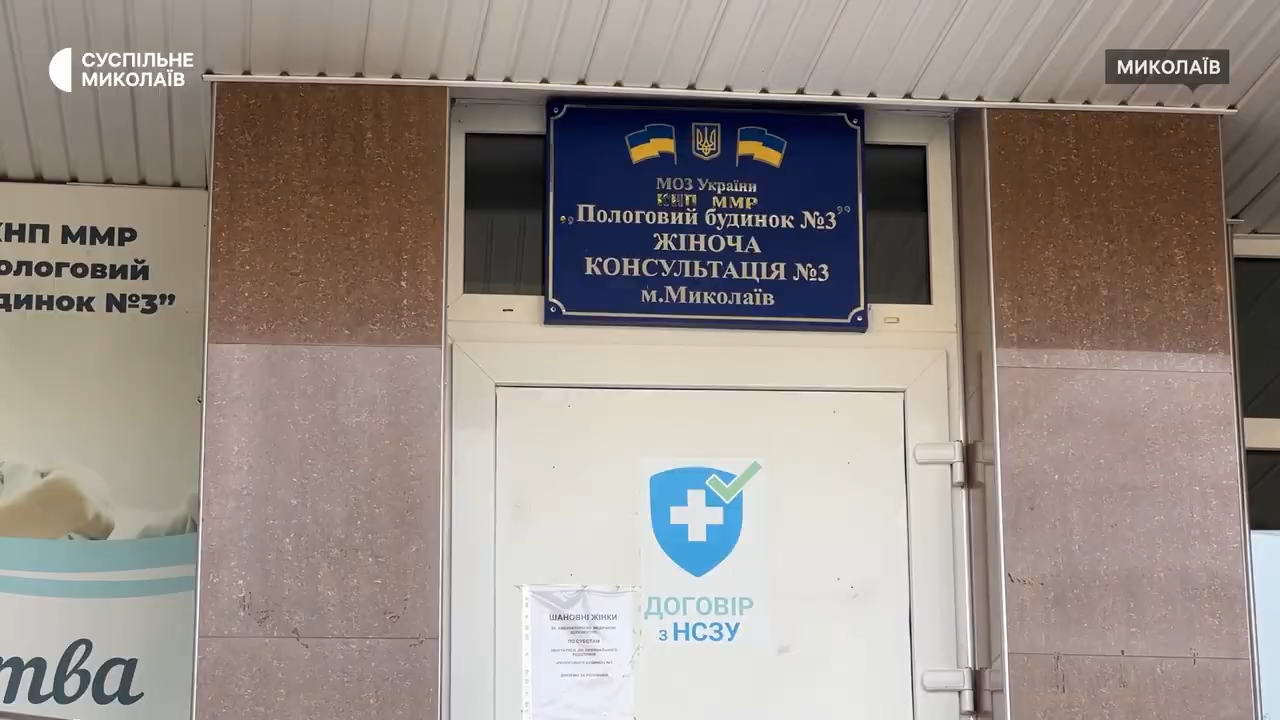 СУСПІЛЬНЕ
МИКОЛАЇВ
МИКОЛАЇВ
МОЗ України
КНП ММР
„Пологовий будинок №3”
ЖІНОЧА
КОНСУЛЬТАЦІЯ №3
м.Миколаїв
КНП ММР
ологовий
динок №3”
тва
ДОГОВІР
з НСЗУ
ШАНОВНІ ЖІНКИ
ПО СУБОТАМ